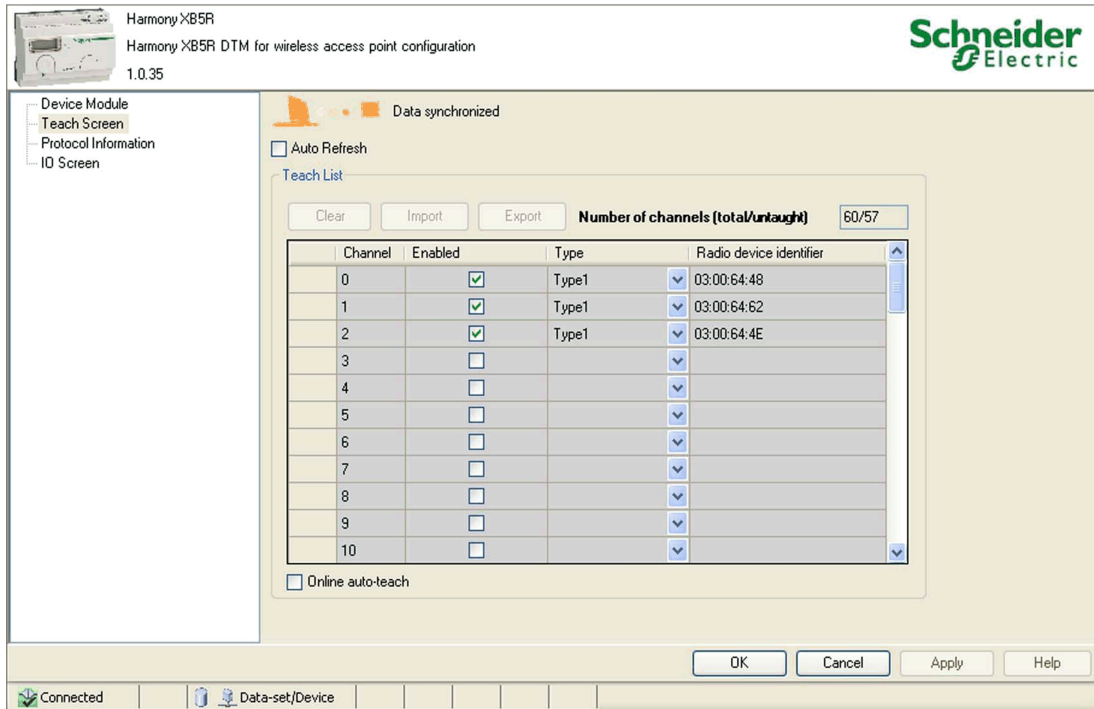 Harmony XB5R
Harmony XB5R DTM for wireless access point configuration
1.0.35
Schneider
Electric
Device Module
Teach Screen
Protocol Information
IO Screen
Data synchronized
Auto Refresh
Teach List
Clear Import Export Number of channels (total/untaught) 60/57
Channel Enabled Type Radio device identifier
0 Type1 03:00:64:48
1 Type1 03:00:64:62
2 Type1 03:00:64:4E
3
4
5
6
7
8
9
10
Online auto-teach
OK Cancel Apply Help
Connected Data-set/Device